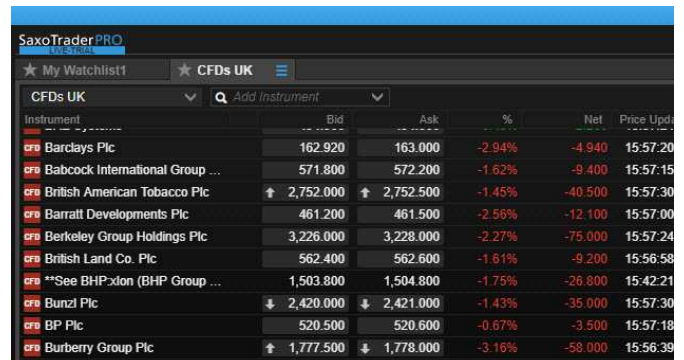 SaxoTraderPRO
LIVE-TRIAL
My Watchlist1 CFDs UK
CFDs UK Add Instrument
Instrument Bid Ask % Net Price Upda
CFD Barclays Plc 162.920 163.000 -2.94% -4.940 15:57:20
CFD Babcock International Group ... 571.800 572.200 -1.62% -9.400 15:57:15
CFD British American Tobacco Plc 2,752.000 2,752.500 -1.45% -40.500 15:57:30
CFD Barratt Developments Plc 461.200 461.500 -2.56% -12.100 15:57:00
CFD Berkeley Group Holdings Plc 3,226.000 3,228.000 -2.27% -75.000 15:57:24
CFD British Land Co. Plc 562.400 562.600 -1.61% -9.200 15:56:58
CFD **See BHP:xlon (BHP Group ... 1,503.800 1,504.800 -1.75% -26.800 15:42:21
CFD Bunzl Plc 2,420.000 2,421.000 -1.43% -35.000 15:57:30
CFD BP Plc 520.500 520.600 -0.67% -3.500 15:57:18
CFD Burberry Group Plc 1,777.500 1,778.000 -3.16% -58.000 15:56:39